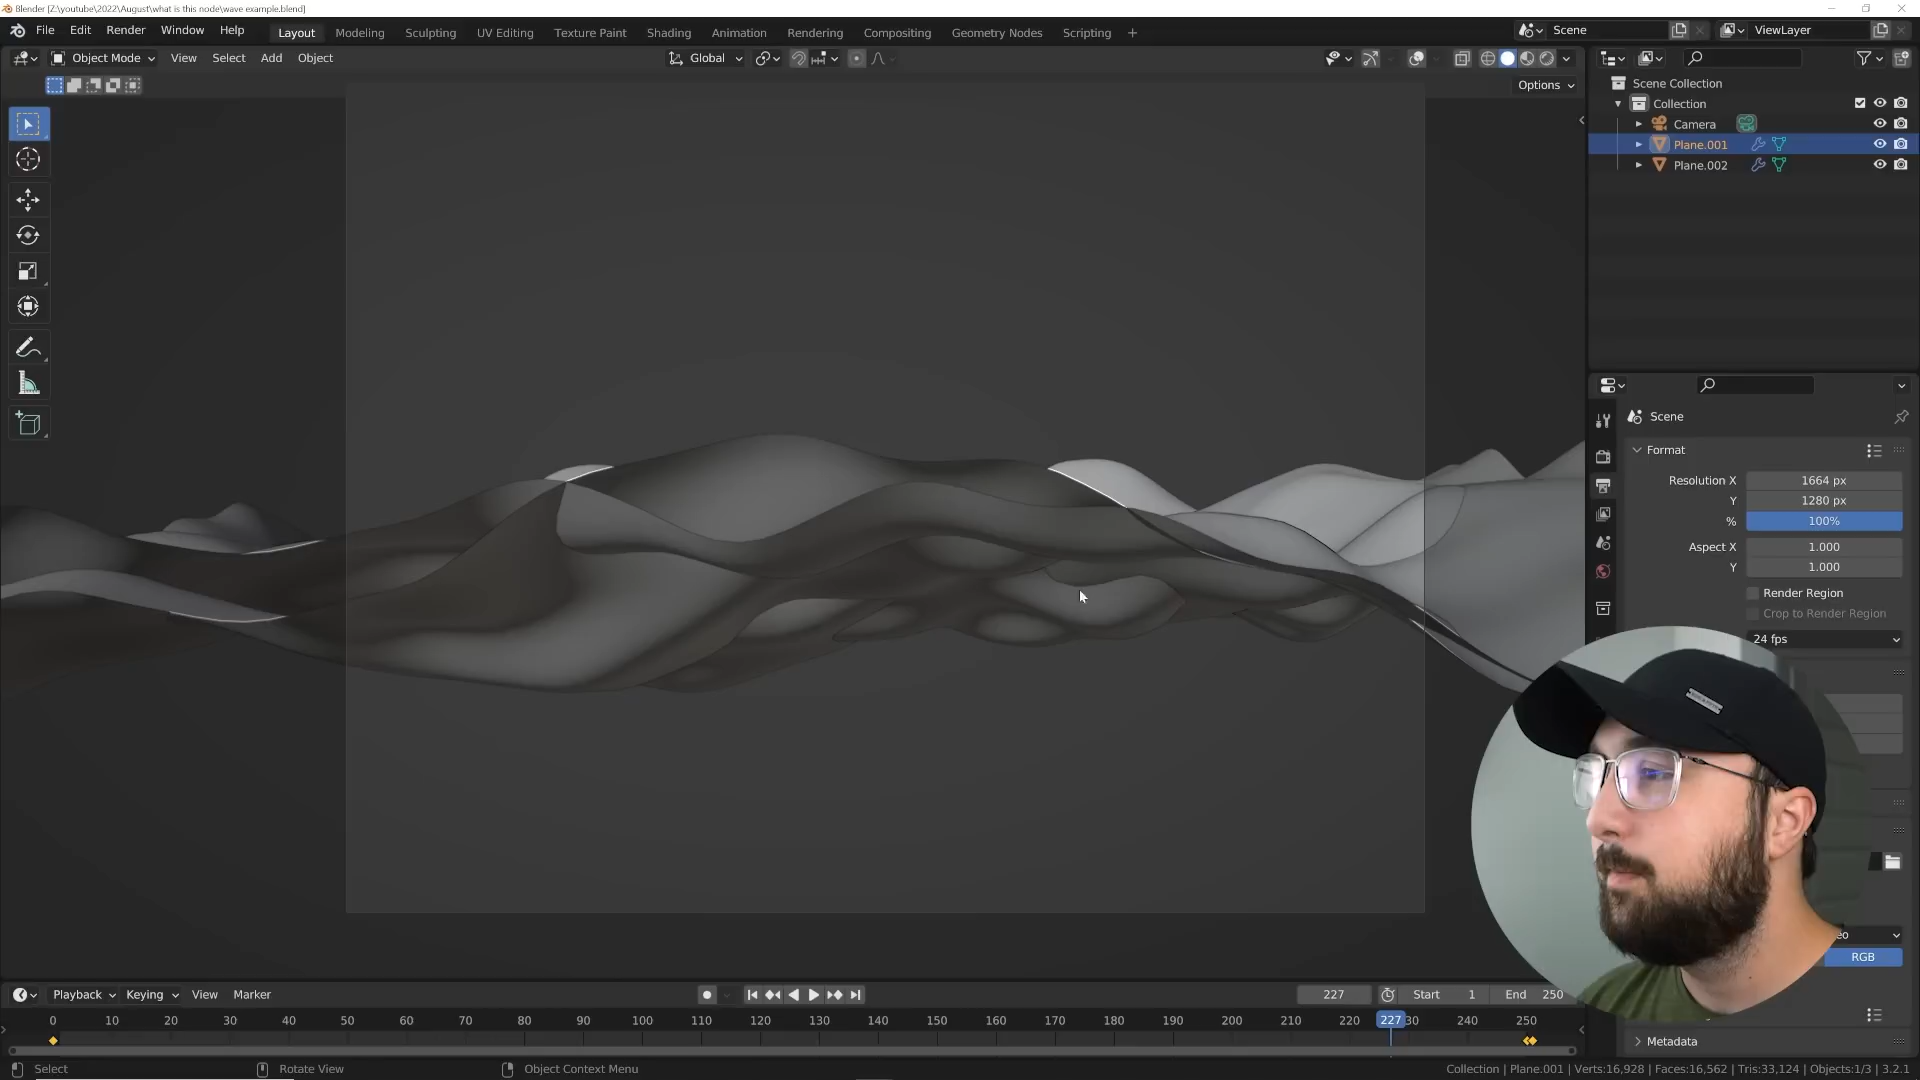 Blender [Z:\youtube\2022\August\what is this node\wave example.blend]
File Edit Render Window Help Layout Modeling Sculpting UV Editing Texture Paint Shading Animation Rendering Compositing Geometry Nodes Scripting + Scene ViewLayer
Object Mode View Select Add Object Global
Options
Scene Collection
Collection
Camera
Plane.001
Plane.002
Scene
Format
Resolution X 1664 px
Y 1280 px
% 100%
Aspect X 1.000
Y 1.000
Render Region
Crop to Render Region
24 fps
RGB
Playback Keying View Marker 227 Start 1 End 250
0 10 20 30 40 50 60 70 80 90 100 110 120 130 140 150 160 170 180 190 200 210 220 227 30 240 250
Metadata
Select Rotate View Object Context Menu Collection | Plane.001 | Verts:16,928 | Faces:16,562 | Tris:33,124 | Objects:1/3 | 3.2.1